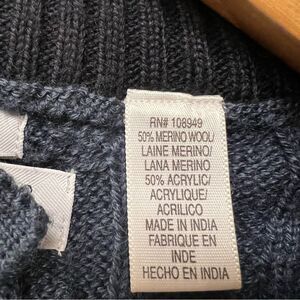 RN# 108949
50% MERINO WOOL/
LAINE MERINO/
LANA MERINO
50% ACRYLIC/
ACRYLIQUE/
ACRILICO
MADE IN INDIA
FABRIQUE EN
INDE
HECHO EN INDIA